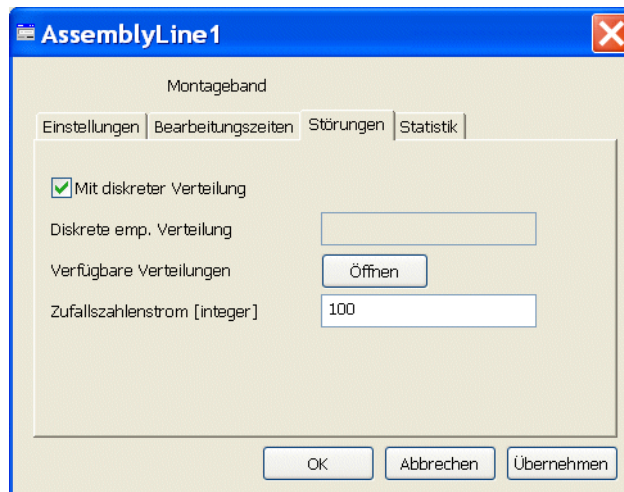 AssemblyLine1
Montageband
Einstellungen Bearbeitungszeiten Störungen Statistik
Mit diskreter Verteilung
Diskrete emp. Verteilung
Verfügbare Verteilungen Öffnen
Zufallszahlenstrom [integer] 100
OK Abbrechen Übernehmen